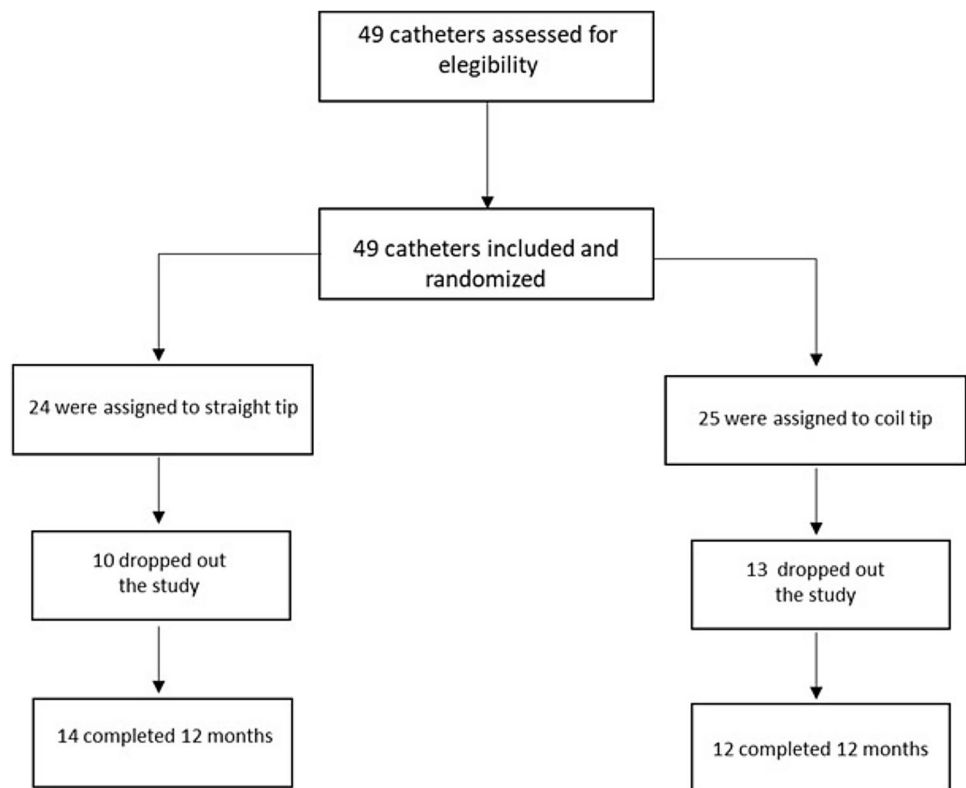 49 catheters assessed for
elegibility
49 catheters included and
randomized
24 were assigned to straight tip
25 were assigned to coil tip
10 dropped out
the study
13 dropped out
the study
14 completed 12 months
12 completed 12 months